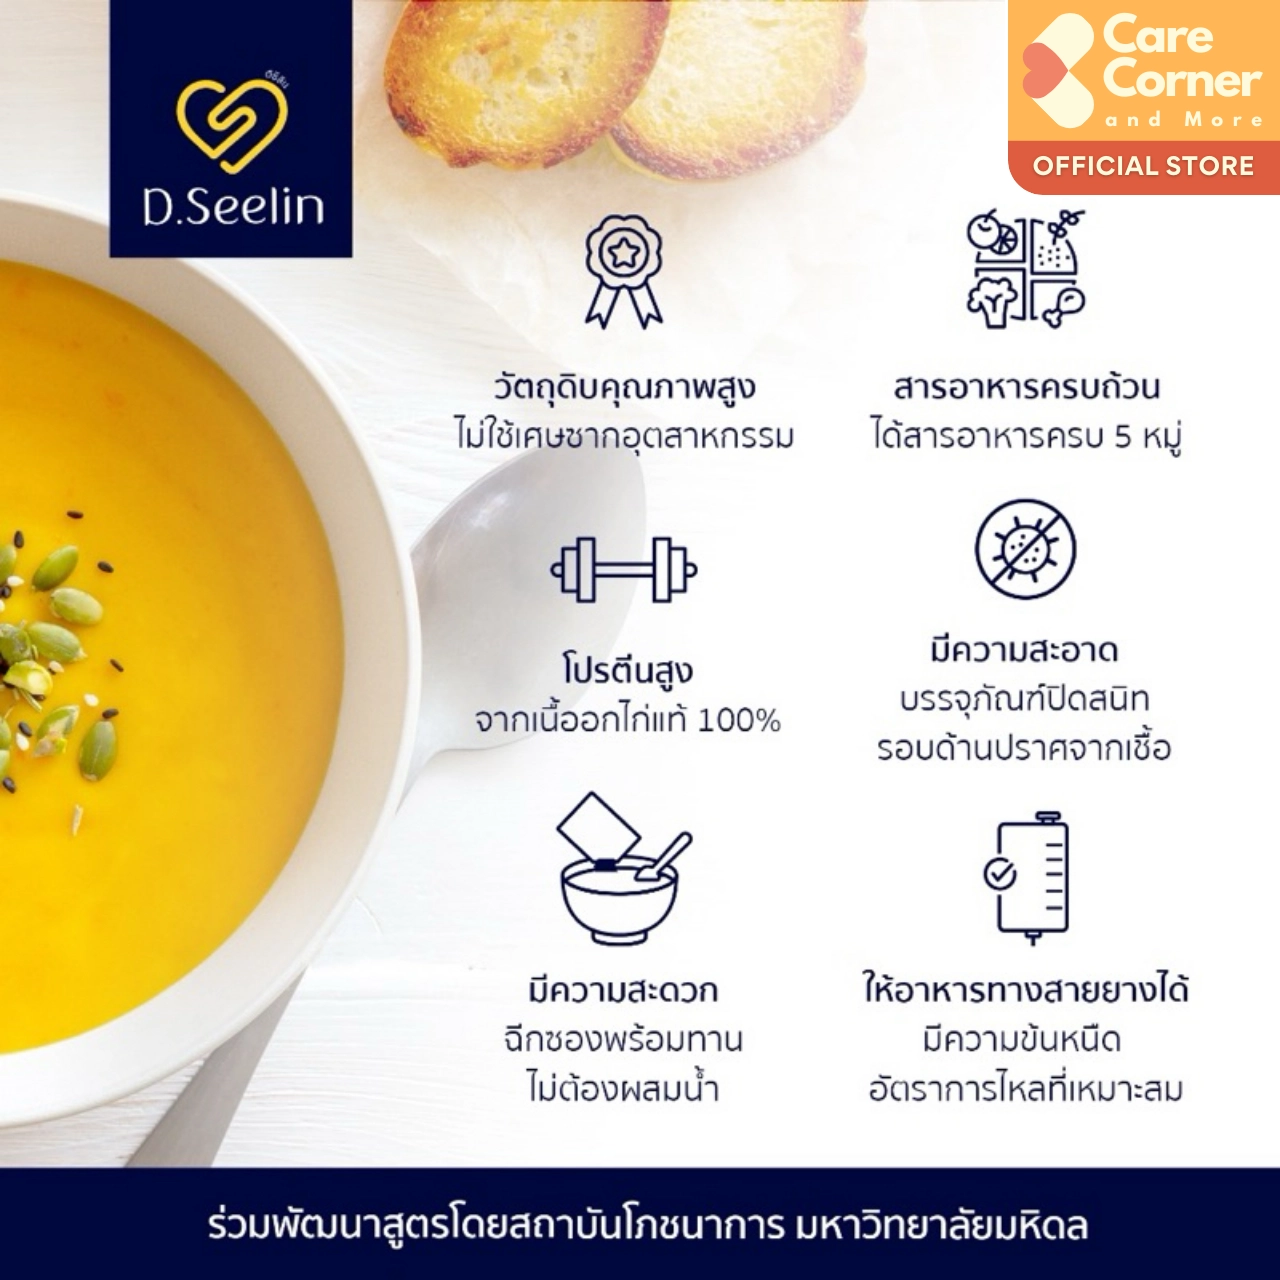 ดีซีลิน
D.Seelin
Care
Corner
and More
OFFICIAL STORE
วัตถุดิบคุณภาพสูง
ไม่ใช้เศษซากอุตสาหกรรม
สารอาหารครบถ้วน
ได้สารอาหารครบ 5 หมู่
โปรตีนสูง
จากเนื้ออกไก่แท้ 100%
มีความสะอาด
บรรจุภัณฑ์ปิดสนิท
รอบด้านปราศจากเชื้อ
มีความสะดวก
ฉีกซองพร้อมทาน
ไม่ต้องผสมน้ำ
ให้อาหารทางสายยางได้
มีความข้นหนืด
อัตราการไหลที่เหมาะสม
ร่วมพัฒนาสูตรโดยสถาบันโภชนาการ มหาวิทยาลัยมหิดล